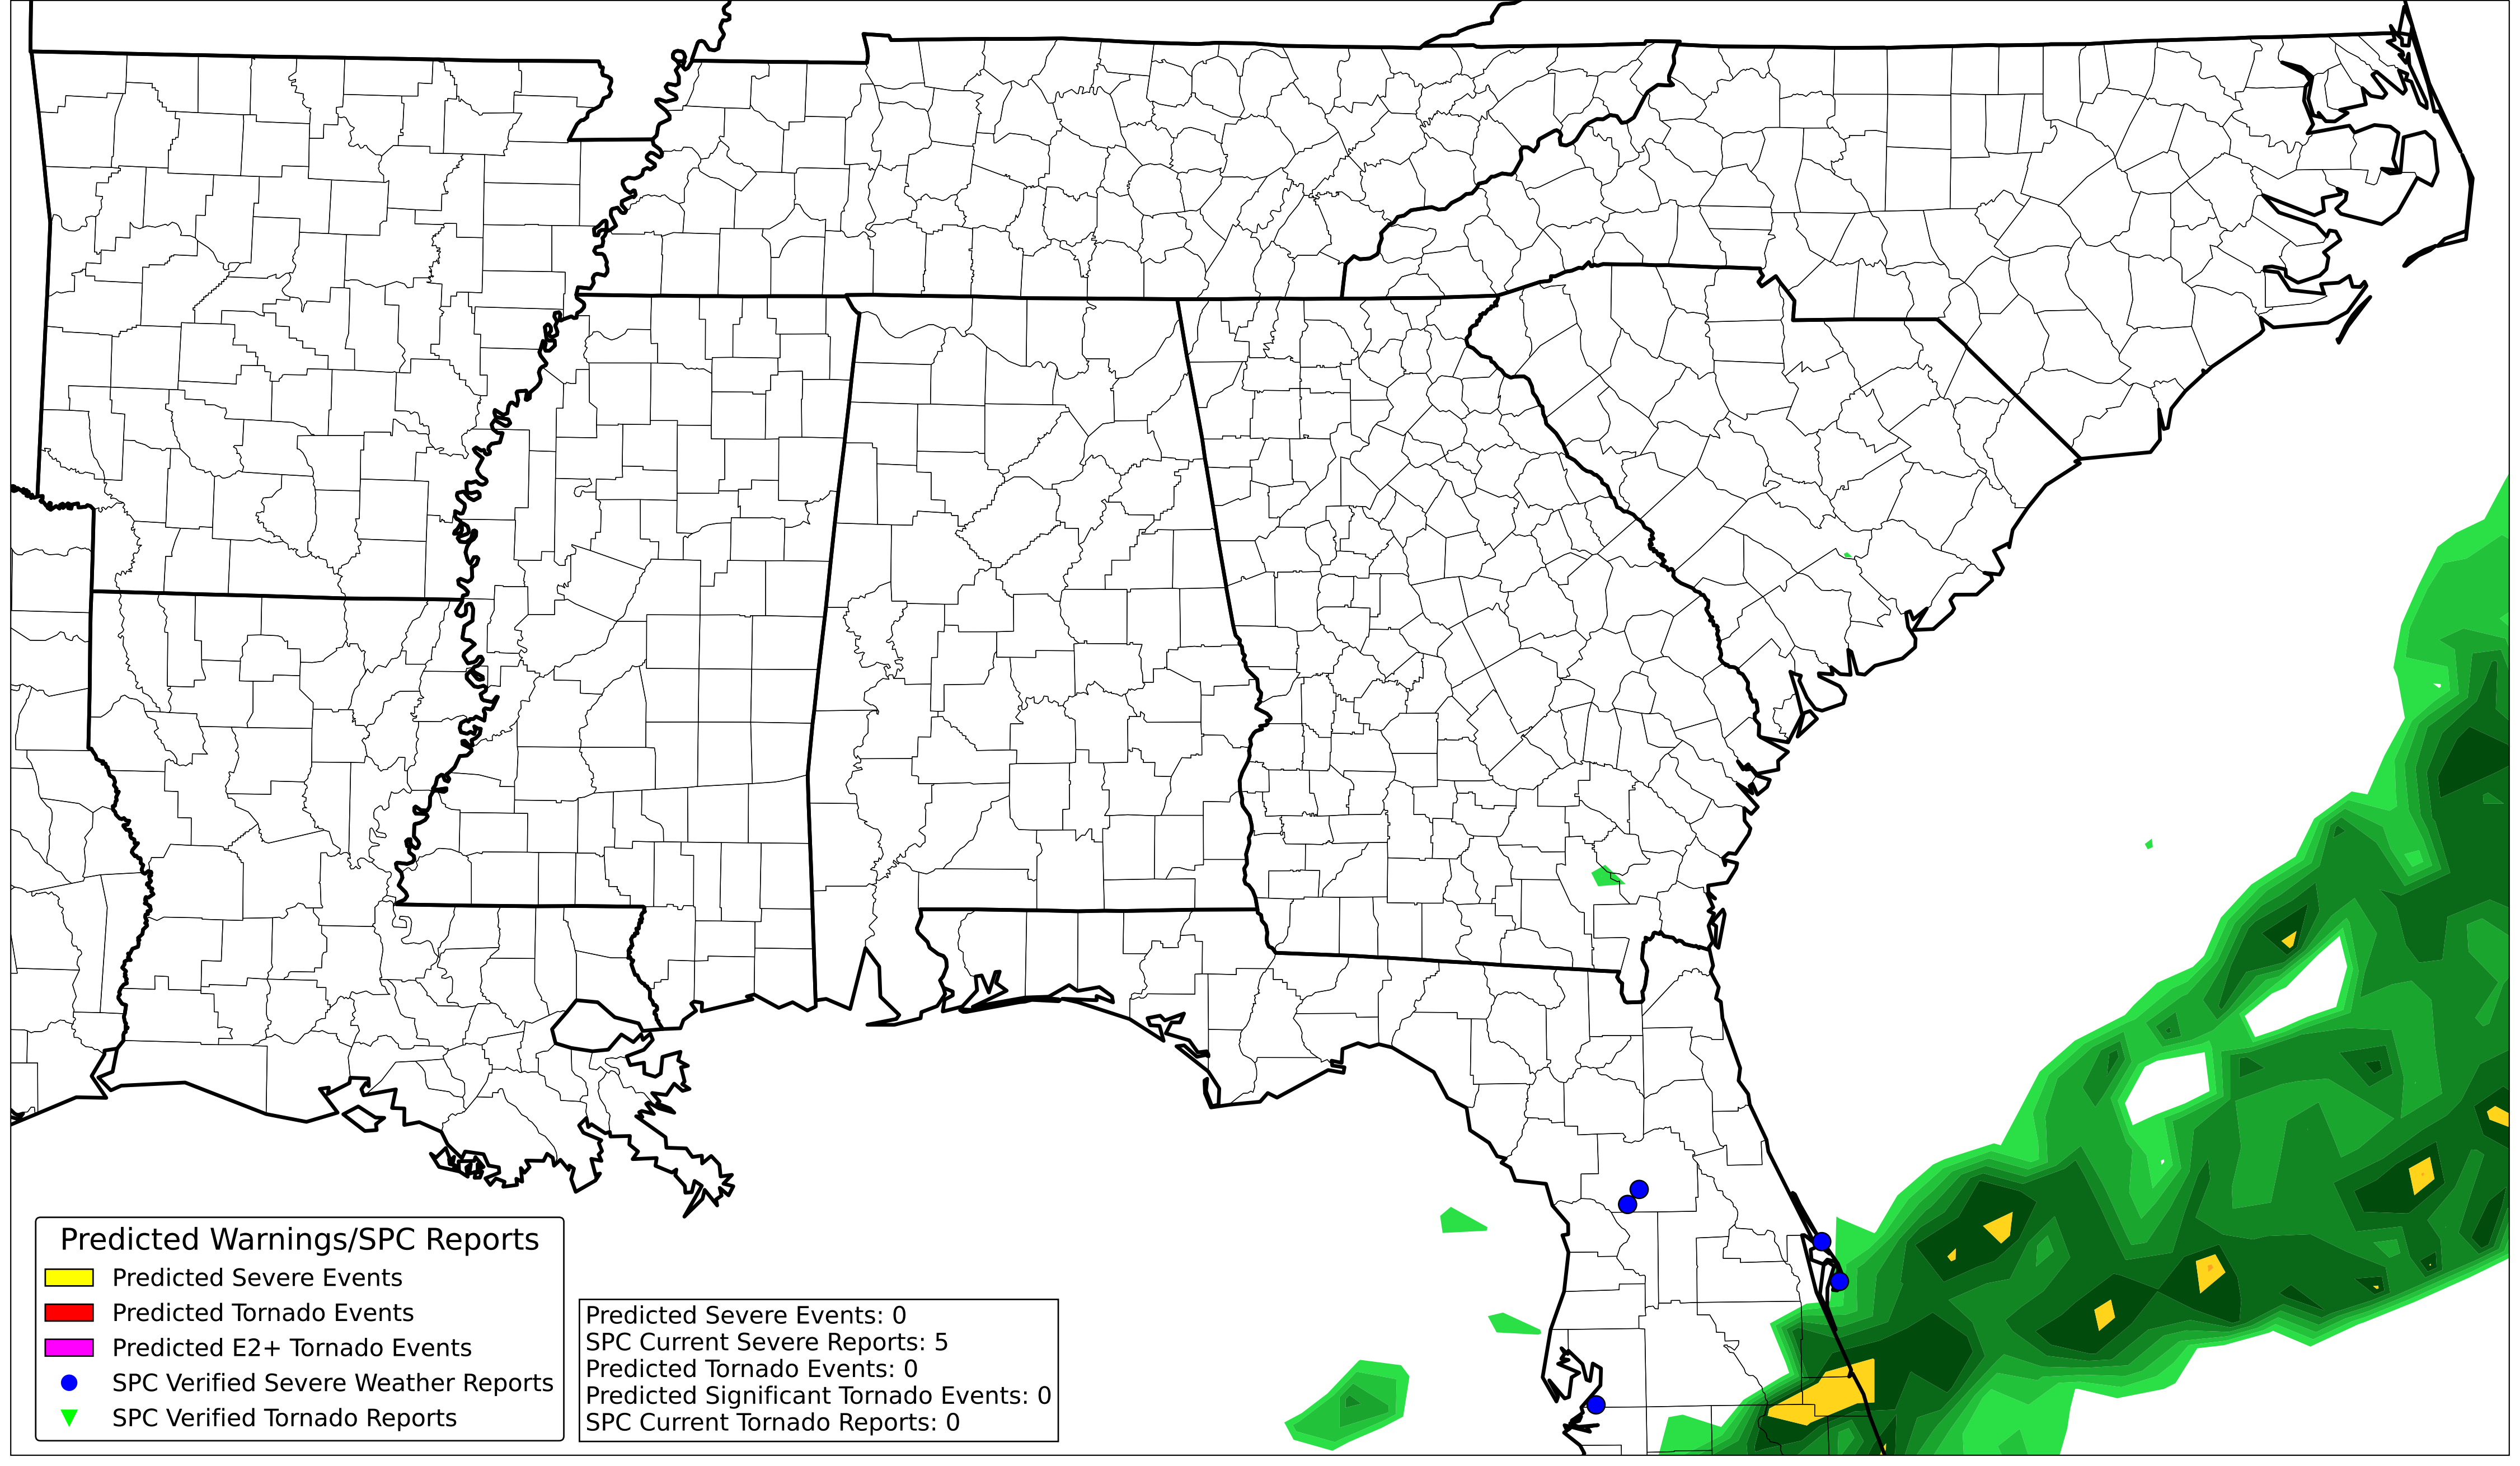 Predicted Warnings/SPC Reports
Predicted Severe Events
Predicted Tornado Events
Predicted E2+ Tornado Events
SPC Verified Severe Weather Reports
SPC Verified Tornado Reports
Predicted Severe Events: 0
SPC Current Severe Reports: 5
Predicted Tornado Events: 0
Predicted Significant Tornado Events: 0
SPC Current Tornado Reports: 0